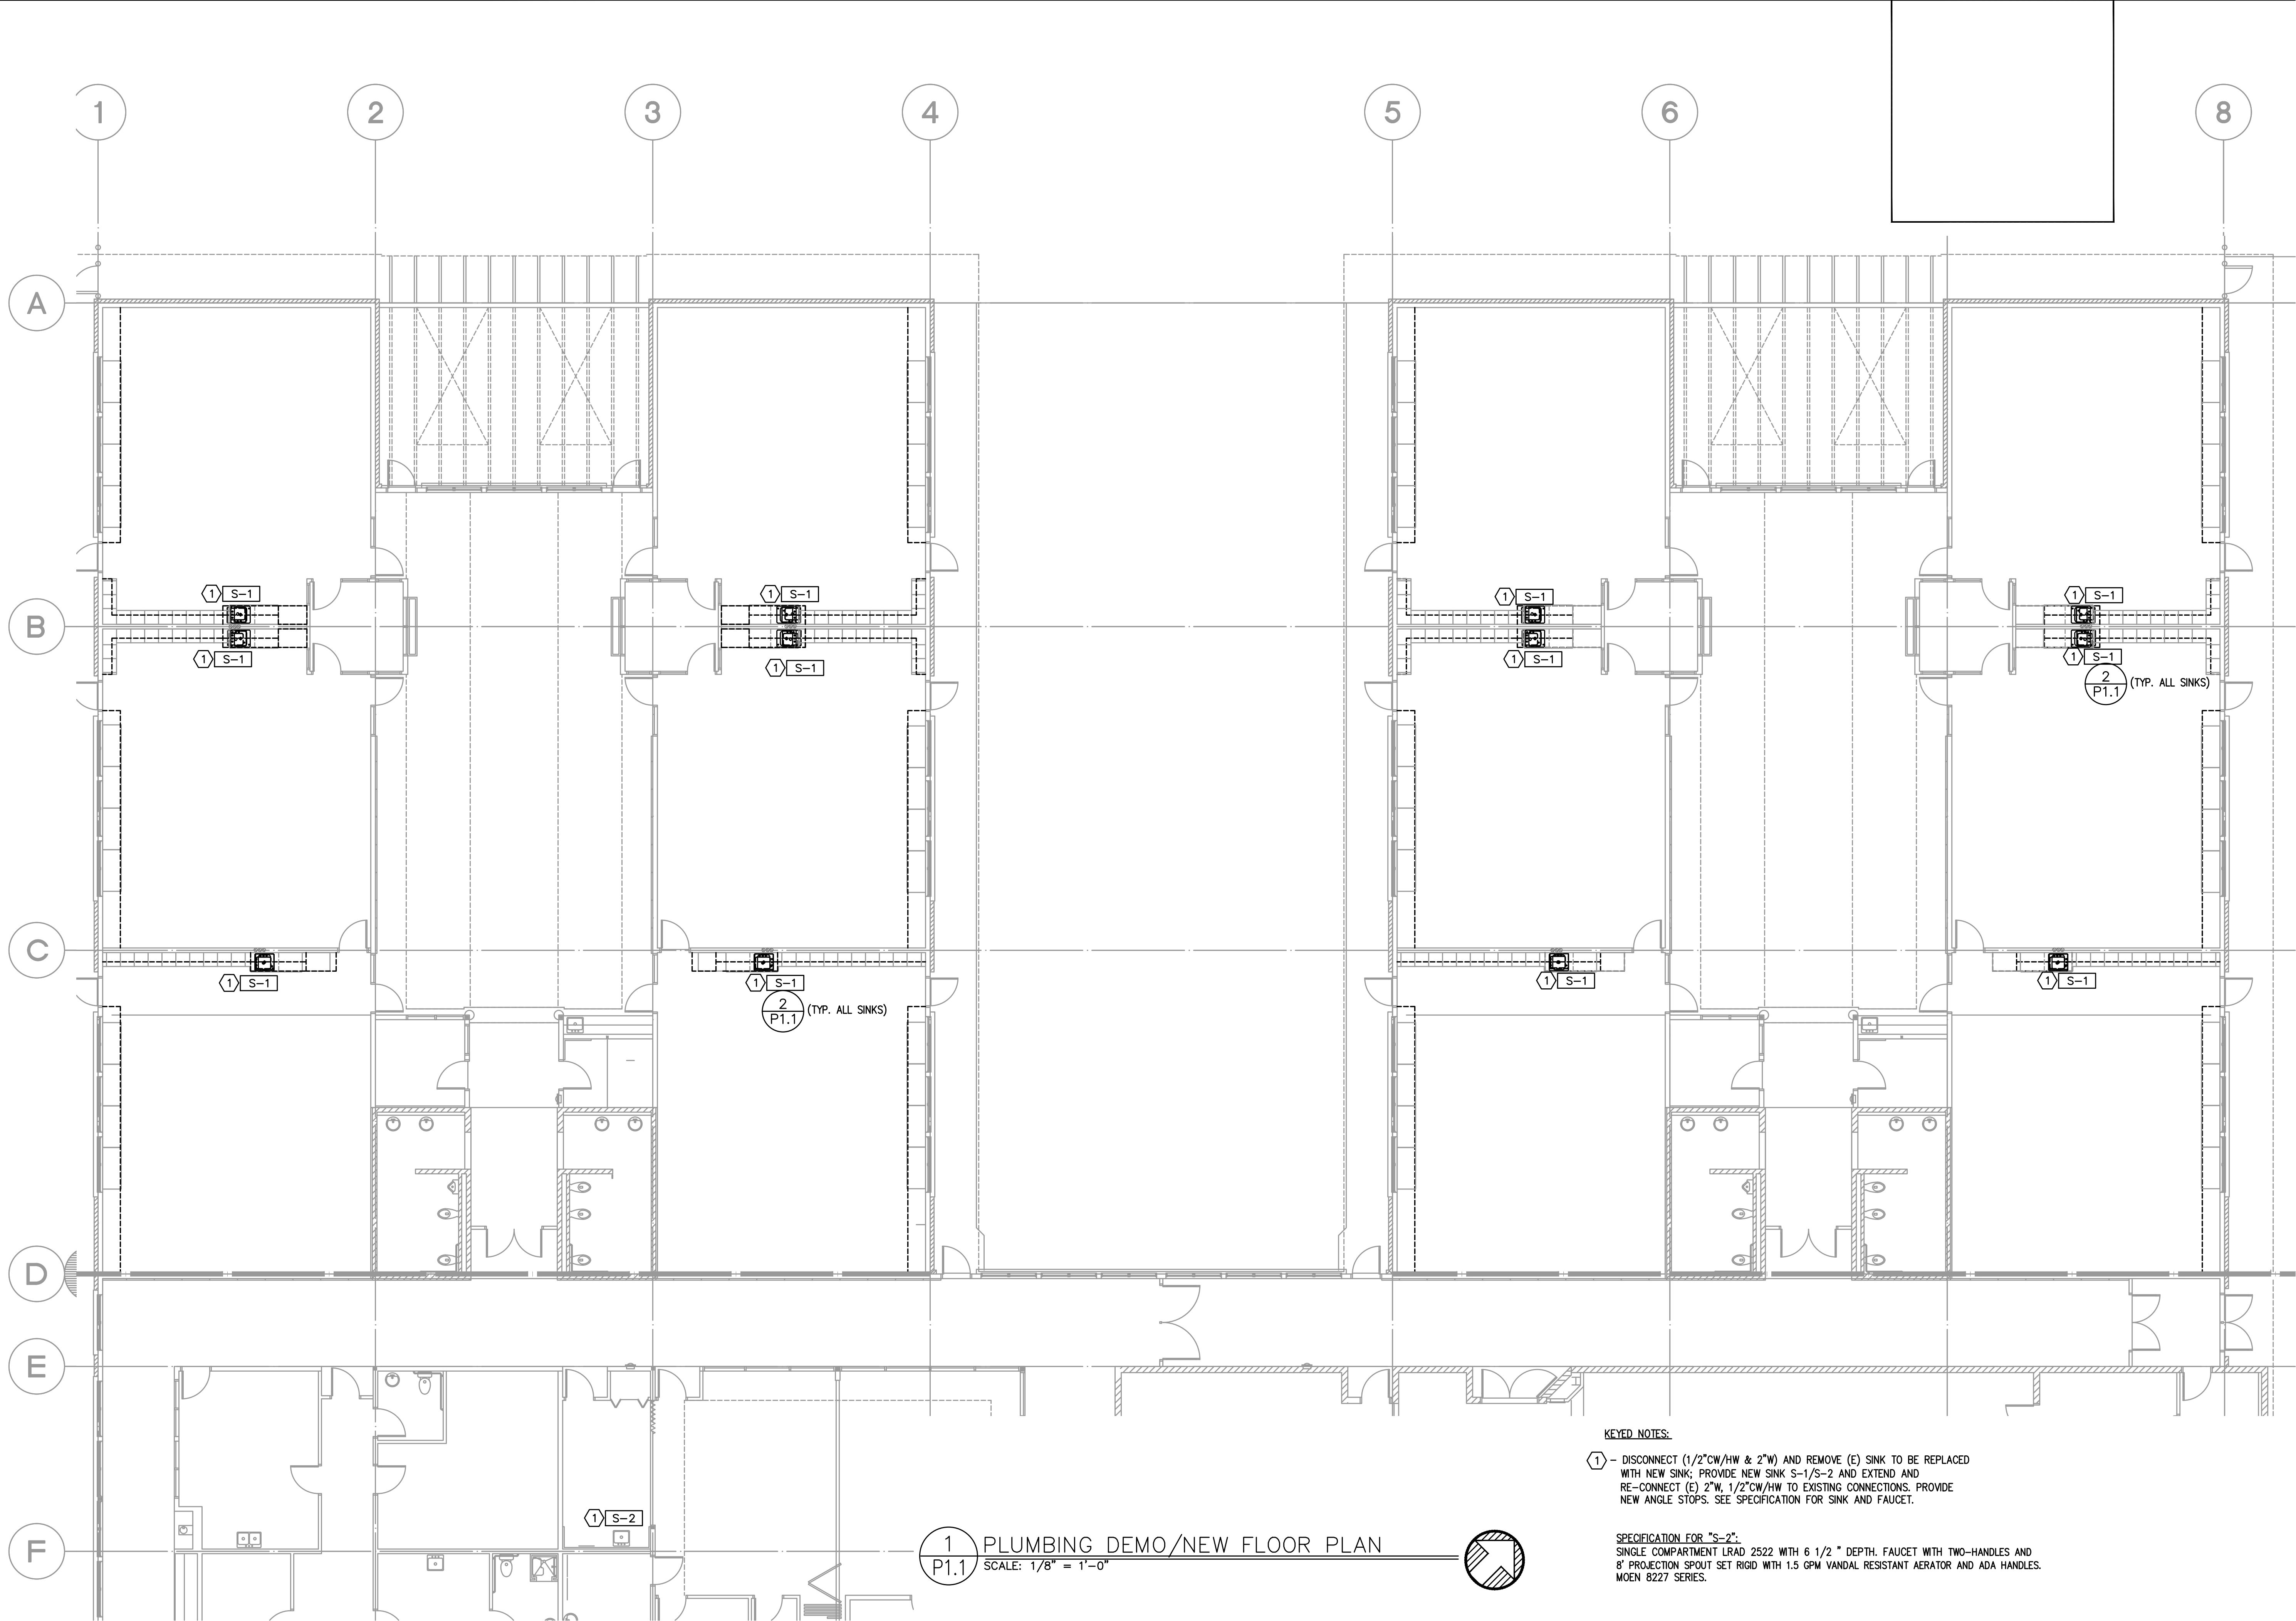 1
2
3
4
5
6
8
A
B
C
D
E
F
1 S-1
1 S-1
1 S-1
1 S-1
1 S-1
1 S-1
1 S-1
1 S-1
2
P1.1
(TYP. ALL SINKS)
1 S-1
1 S-1
1 S-1
1 S-1
2
P1.1
(TYP. ALL SINKS)
1 S-2
1
P1.1
PLUMBING DEMO/NEW FLOOR PLAN
SCALE: 1/8" = 1'-0"
KEYED NOTES:
1 - DISCONNECT (1/2"CW/HW & 2"W) AND REMOVE (E) SINK TO BE REPLACED
WITH NEW SINK; PROVIDE NEW SINK S-1/S-2 AND EXTEND AND
RE-CONNECT (E) 2"W, 1/2"CW/HW TO EXISTING CONNECTIONS. PROVIDE
NEW ANGLE STOPS. SEE SPECIFICATION FOR SINK AND FAUCET.
SPECIFICATION FOR "S-2":
SINGLE COMPARTMENT LRAD 2522 WITH 6 1/2 " DEPTH. FAUCET WITH TWO-HANDLES AND
8' PROJECTION SPOUT SET RIGID WITH 1.5 GPM VANDAL RESISTANT AERATOR AND ADA HANDLES.
MOEN 8227 SERIES.